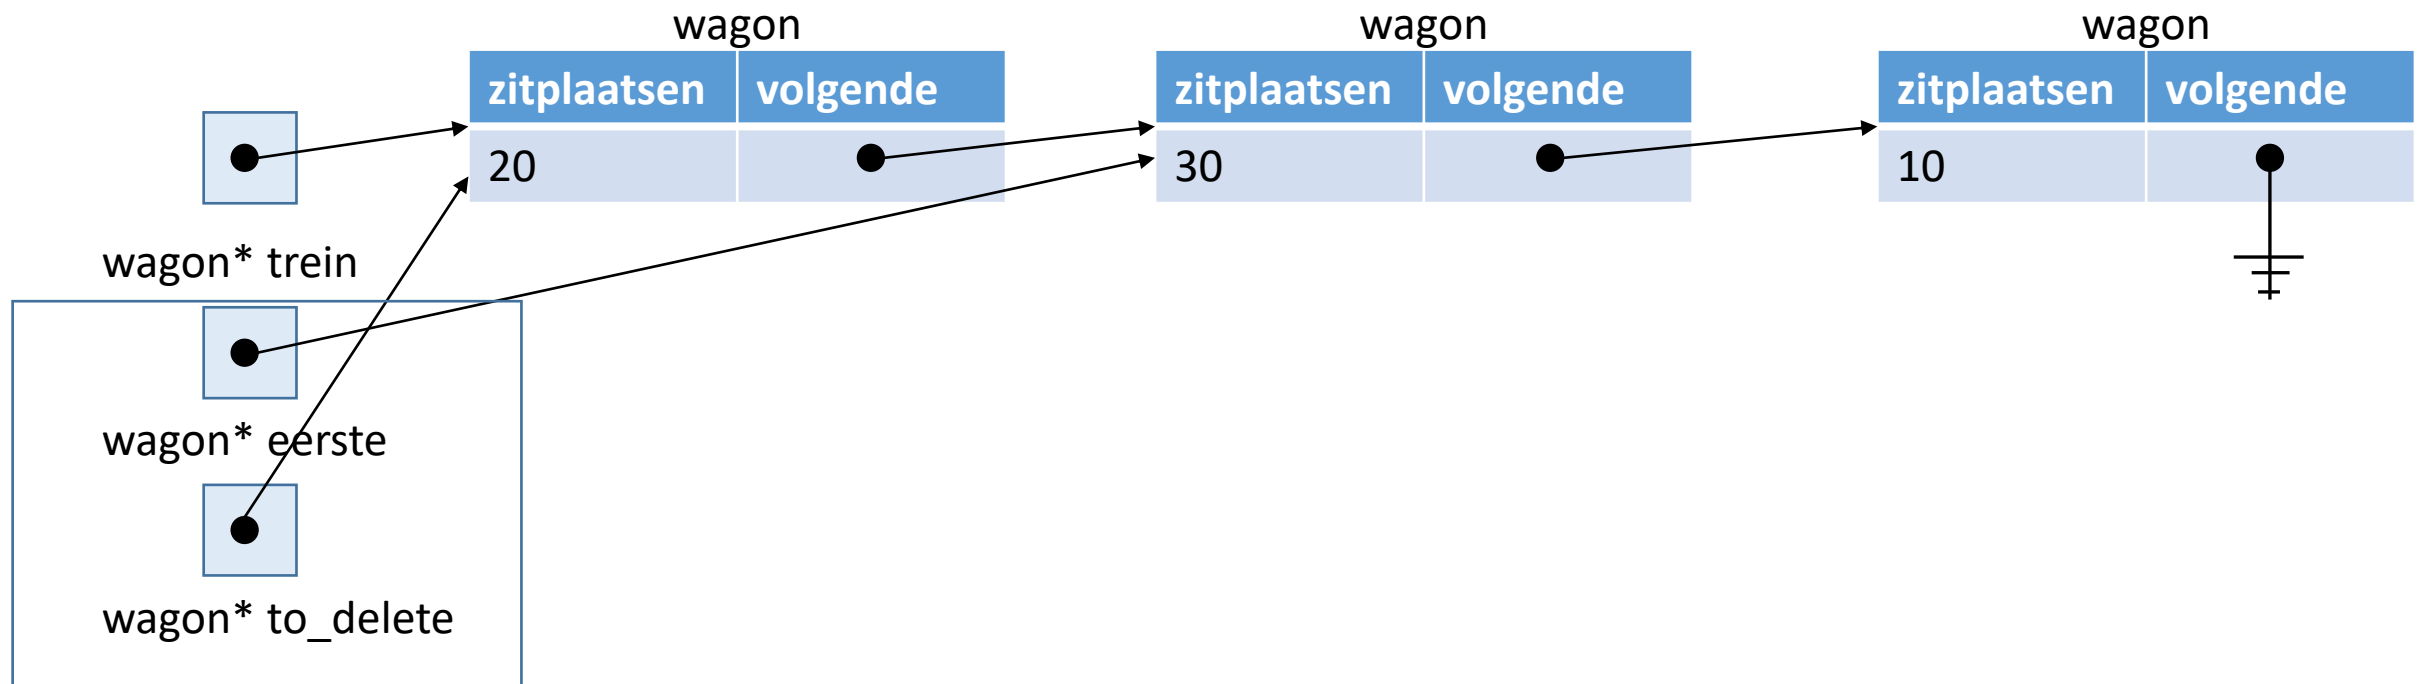 wagon wagon wagon
zitplaatsen volgende zitplaatsen volgende zitplaatsen volgende
20 30 10
wagon* trein
wagon* eerste
wagon* to_delete